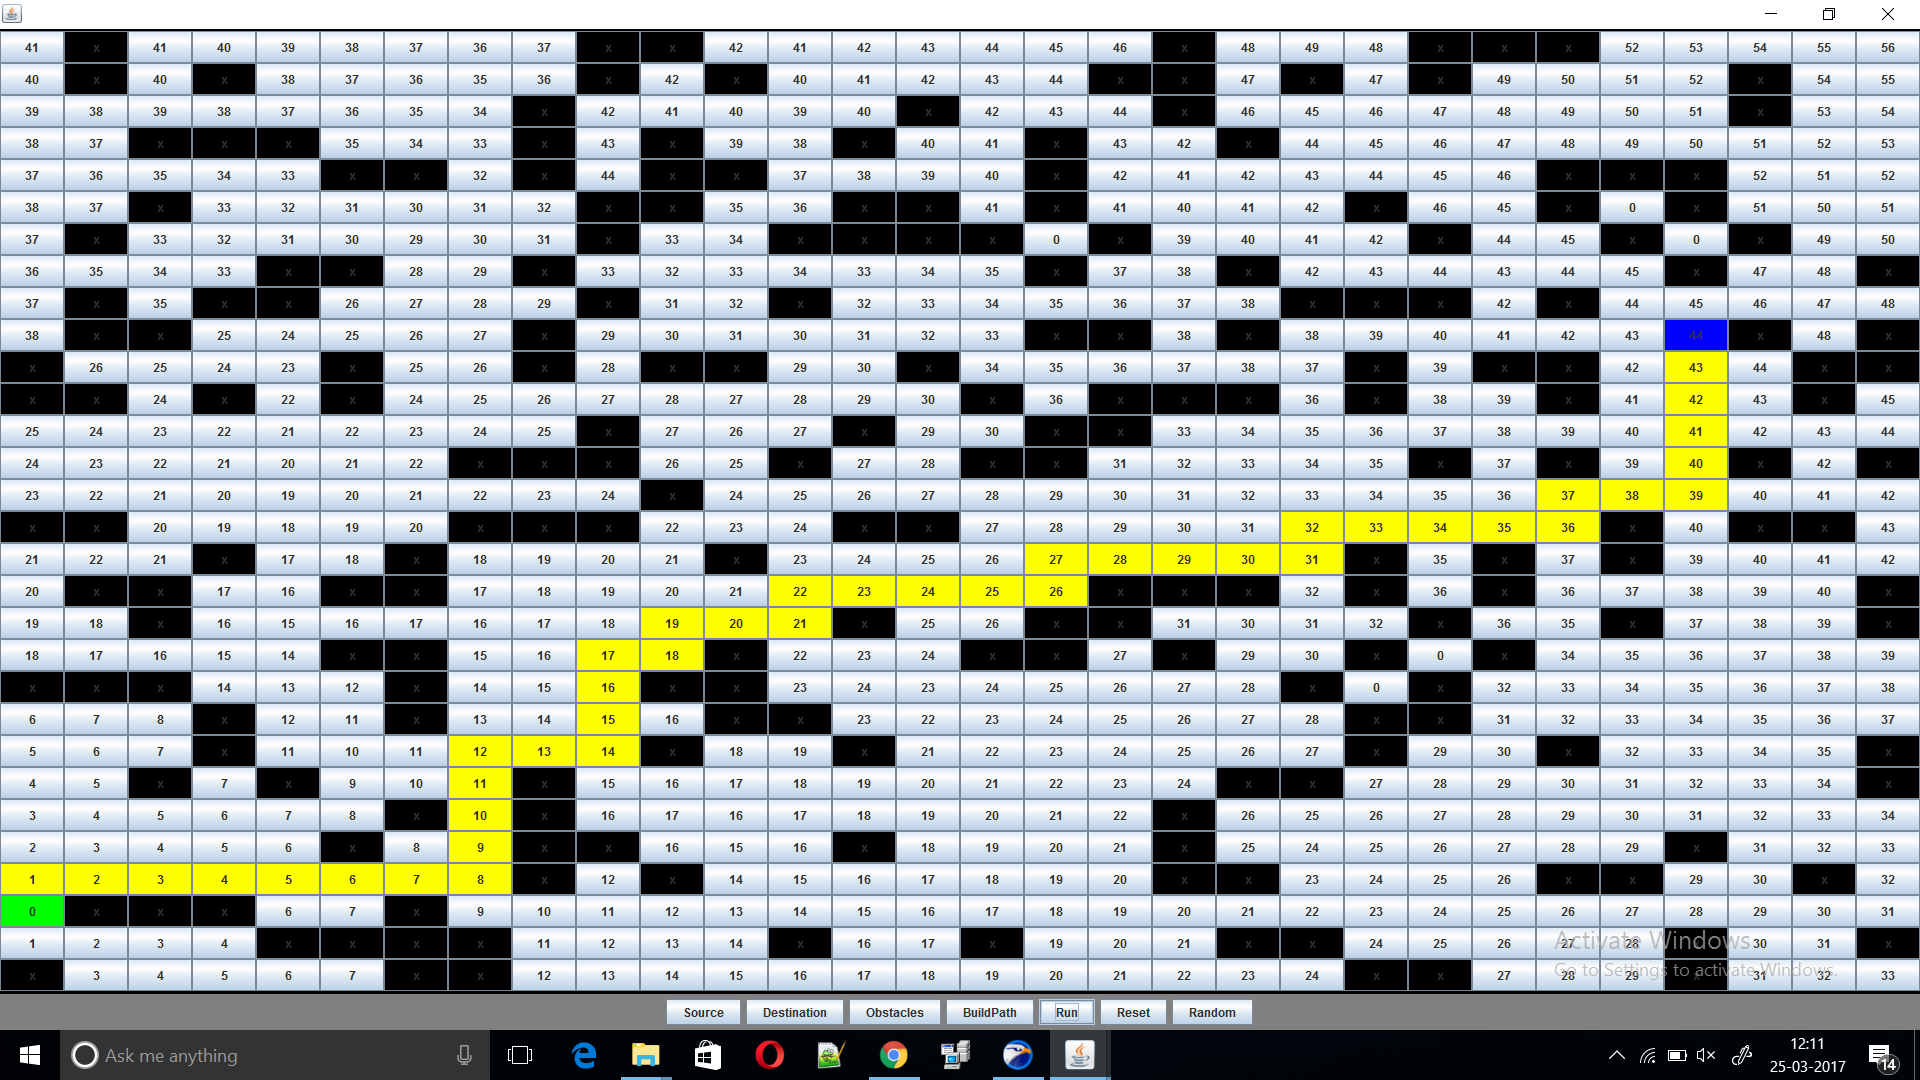 41 x 41 40 39 38 37 36 37 x x 42 41 42 43 44 45 46 x 48 49 48 x x x 52 53 54 55 56
40 x 40 x 38 37 36 35 36 x 42 x 40 41 42 43 44 x x 47 x 47 x 49 50 51 52 x 54 55
39 38 39 38 37 36 35 34 x 42 41 40 39 40 x 42 43 44 x 46 45 46 47 48 49 50 51 x 53 54
38 37 x x x 35 34 33 x 43 x 39 38 x 40 41 x 43 42 x 44 45 46 47 48 49 50 51 52 53
37 36 35 34 33 x x 32 x 44 x x 37 38 39 40 x 42 41 42 43 44 45 46 x x x 52 51 52
38 37 x 33 32 31 30 31 32 x x 35 36 x x 41 x 41 40 41 42 x 46 45 x 0 x 51 50 51
37 x 33 32 31 30 29 30 31 x 33 34 x x x x 0 x 39 40 41 42 x 44 45 x 0 x 49 50
36 35 34 33 x x 28 29 x 33 32 33 34 33 34 35 x 37 38 x 42 43 44 43 44 45 x 47 48 x
37 x 35 x x 26 27 28 29 x 31 32 x 32 33 34 35 36 37 38 x x x 42 x 44 45 46 47 48
38 x x 25 24 25 26 27 x 29 30 31 30 31 32 33 x x 38 x 38 39 40 41 42 43 44 x 48 x
x 26 25 24 23 x 25 26 x 28 x x 29 30 x 34 35 36 37 38 37 x 39 x x 42 43 44 x x
x x 24 x 22 x 24 25 26 27 28 27 28 29 30 x 36 x x x 36 x 38 39 x 41 42 43 x 45
25 24 23 22 21 22 23 24 25 x 27 26 27 x 29 30 x x 33 34 35 36 37 38 39 40 41 42 43 44
24 23 22 21 20 21 22 x x x 26 25 x 27 28 x x 31 32 33 34 35 x 37 x 39 40 x 42 x
23 22 21 20 19 20 21 22 23 24 x 24 25 26 27 28 29 30 31 32 33 34 35 36 37 38 39 40 41 42
x x 20 19 18 19 20 x x x 22 23 24 x x 27 28 29 30 31 32 33 34 35 36 x 40 x x 43
21 22 21 x 17 18 x 18 19 20 21 x 23 24 25 26 27 28 29 30 31 x 35 x 37 x 39 40 41 42
20 x x 17 16 x x 17 18 19 20 21 22 23 24 25 26 x x x 32 x 36 x 36 37 38 39 40 x
19 18 x 16 15 16 17 16 17 18 19 20 21 x 25 26 x x 31 30 31 32 x 36 35 x 37 38 39 x
18 17 16 15 14 x x 15 16 17 18 x 22 23 24 x x 27 x 29 30 x 0 x 34 35 36 37 38 39
x x x 14 13 12 x 14 15 16 x x 23 24 23 24 25 26 27 28 x 0 x 32 33 34 35 36 37 38
6 7 8 x 12 11 x 13 14 15 16 x x 23 22 23 24 25 26 27 28 x x 31 32 33 34 35 36 37
5 6 7 x 11 10 11 12 13 14 x 18 19 x 21 22 23 24 25 26 27 x 29 30 x 32 33 34 35 x
4 5 x 7 x 9 10 11 x 15 16 17 18 19 20 21 22 23 24 x x 27 28 29 30 31 32 33 34 x
3 4 5 6 7 8 x 10 x 16 17 16 17 18 19 20 21 22 x 26 25 26 27 28 29 30 31 32 33 34
2 3 4 5 6 x 8 9 x x 16 15 16 x 18 19 20 21 x 25 24 25 26 27 28 29 x 31 32 33
1 2 3 4 5 6 7 8 x 12 x 14 15 16 17 18 19 20 x x 23 24 25 26 x x 29 30 x 32
0 x x x 6 7 x 9 10 11 12 13 14 15 16 17 18 19 20 21 22 23 24 25 26 27 28 29 30 31
1 2 3 4 x x x x 11 12 13 14 x 16 17 x 19 20 21 x x 24 25 26 27 28 x 30 31 x
Activate Windows
x 3 4 5 6 7 x x 12 13 14 15 16 17 18 19 20 21 22 23 24 x x 27 28 29 x 31 32 33
Go to Settings to activate Windows.
Source Destination Obstacles BuildPath Run Reset Random
Ask me anything
12:11
25-03-2017
14